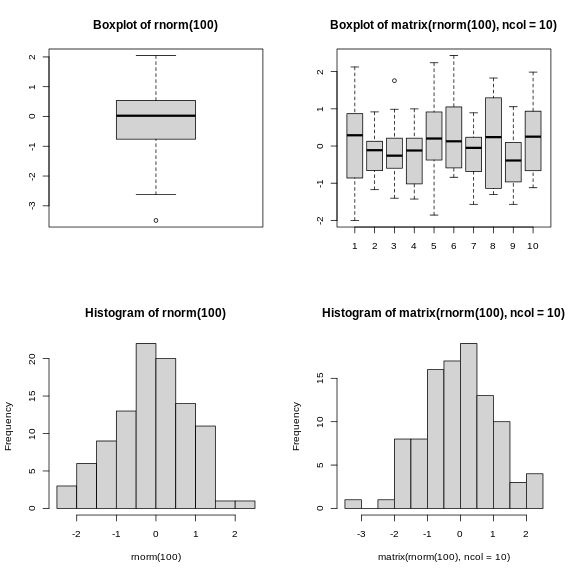 Boxplot of rnorm(100)
2
1
0
-1
-2
-3
Boxplot of matrix(rnorm(100), ncol = 10)
2
1
0
-1
-2
1 2 3 4 5 6 7 8 9 10
Histogram of rnorm(100)
Frequency
20
15
10
5
0
-2 -1 0 1 2
rnorm(100)
Histogram of matrix(rnorm(100), ncol = 10)
Frequency
15
10
5
0
-3 -2 -1 0 1 2
matrix(rnorm(100), ncol = 10)